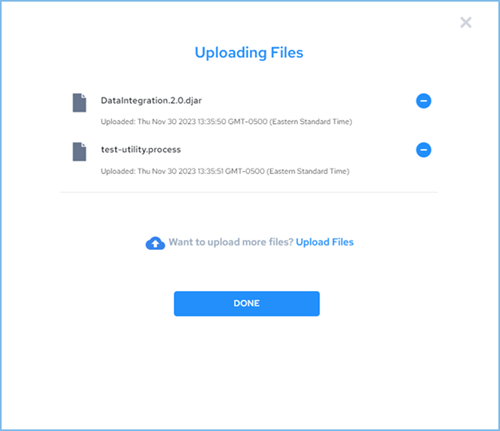 Uploading Files
DataIntegration.2.0.djar
Uploaded: Thu Nov 30 2023 13:35:50 GMT-0500 (Eastern Standard Time)
test-utility.process
Uploaded: Thu Nov 30 2023 13:35:51 GMT-0500 (Eastern Standard Time)
Want to upload more files? Upload Files
DONE